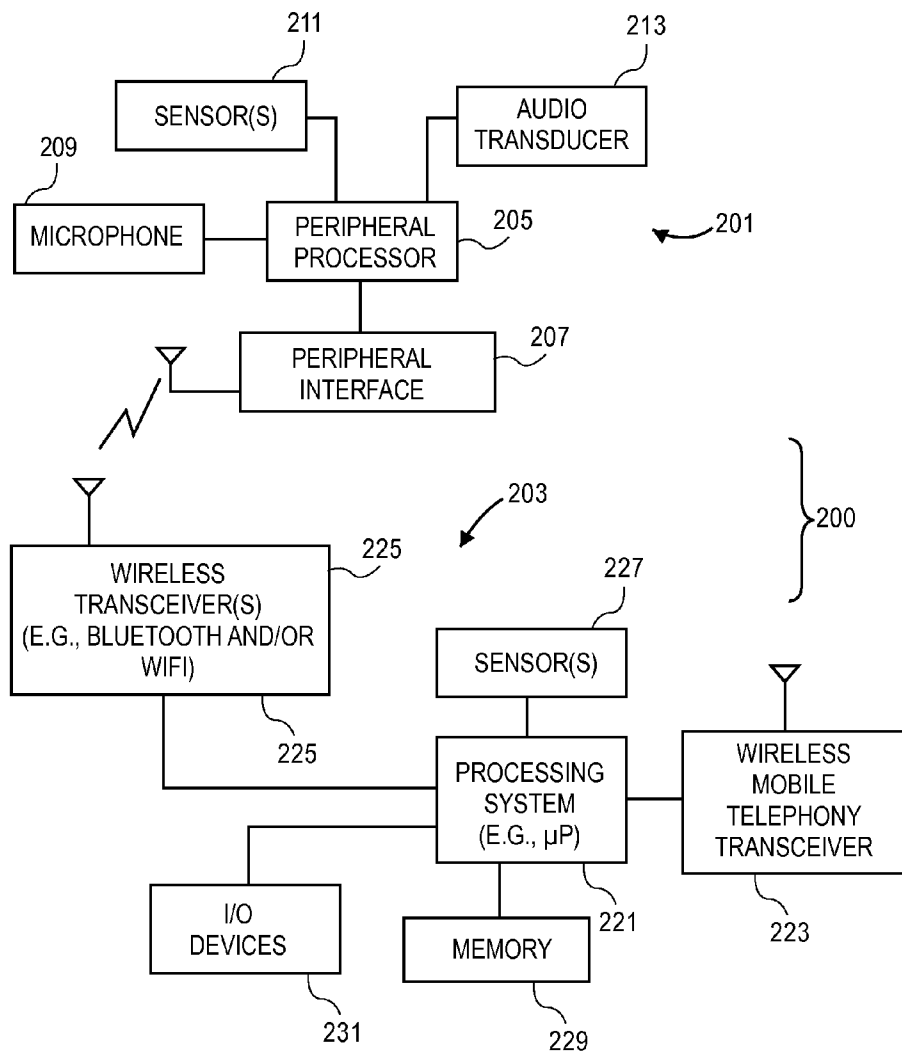 211
SENSOR(S)
213
AUDIO
TRANSDUCER
209
MICROPHONE
PERIPHERAL
PROCESSOR
205
201
PERIPHERAL
INTERFACE
207
203
200
WIRELESS
TRANSCEIVER(S)
(E.G., BLUETOOTH AND/OR
WIFI)
225
225
227
SENSOR(S)
PROCESSING
SYSTEM
(E.G., µP)
221
WIRELESS
MOBILE
TELEPHONY
TRANSCEIVER
223
I/O
DEVICES
231
MEMORY
229